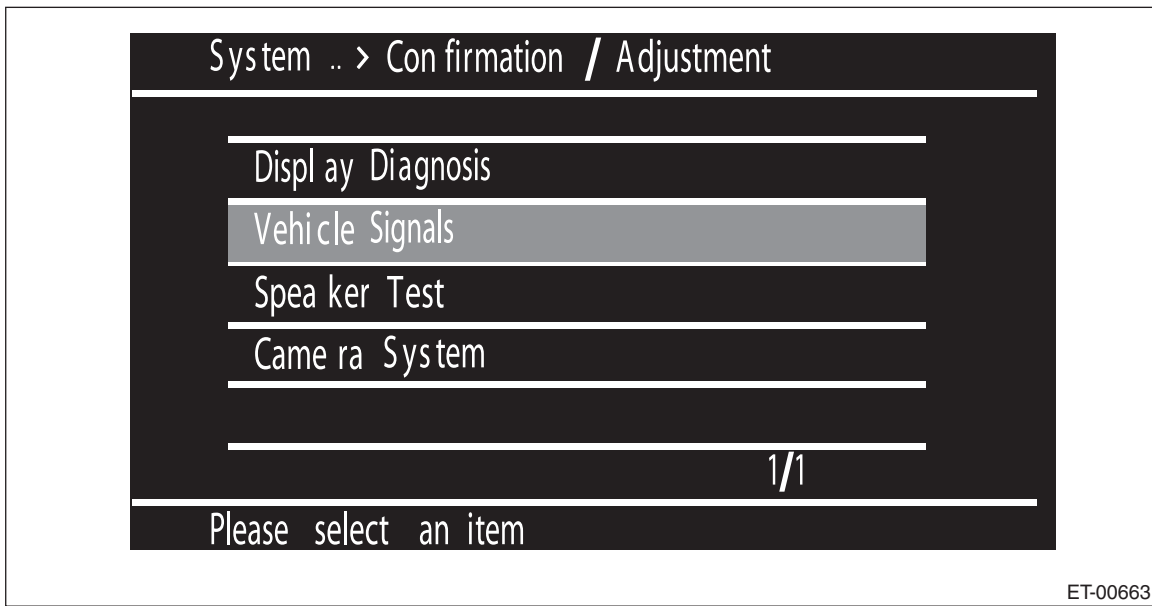 System .. > Confirmation / Adjustment
Display Diagnosis
Vehicle Signals
Speaker Test
Camera System
1/1
Please select an item
ET-00663